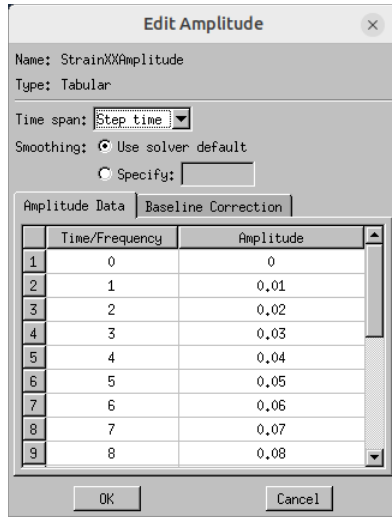 Edit Amplitude
Name: StrainXXAmplitude
Type: Tabular
Time span: Step time
Smoothing: Use solver default
Specify:
Amplitude Data Baseline Correction
Time/Frequency Amplitude
1 0 0
2 1 0.01
3 2 0.02
4 3 0.03
5 4 0.04
6 5 0.05
7 6 0.06
8 7 0.07
9 8 0.08
OK Cancel